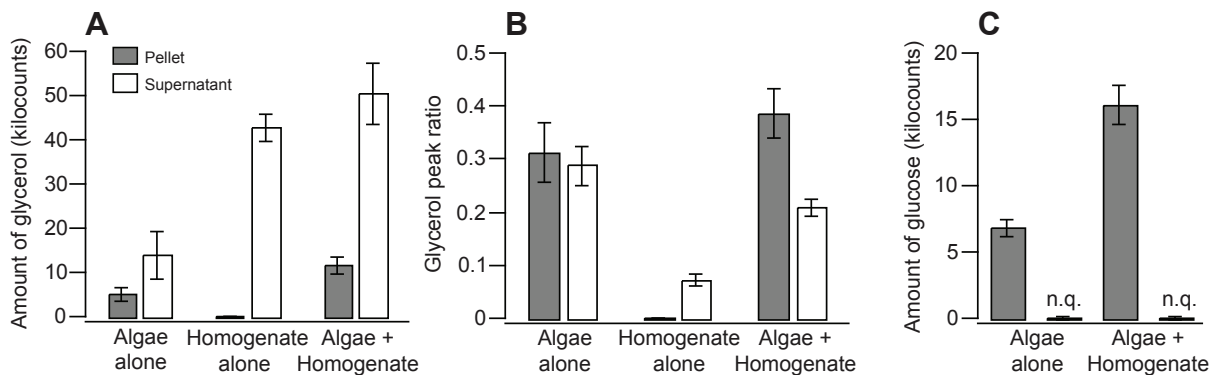 A
Amount of glycerol (kilocounts)
60
50
40
30
20
10
0
Pellet
Supernatant
Algae
alone
Homogenate
alone
Algae +
Homogenate
B
Glycerol peak ratio
0.5
0.4
0.3
0.2
0.1
0
Algae
alone
Homogenate
alone
Algae +
Homogenate
C
Amount of glucose (kilocounts)
20
15
10
5
0
n.q.
n.q.
Algae
alone
Algae +
Homogenate